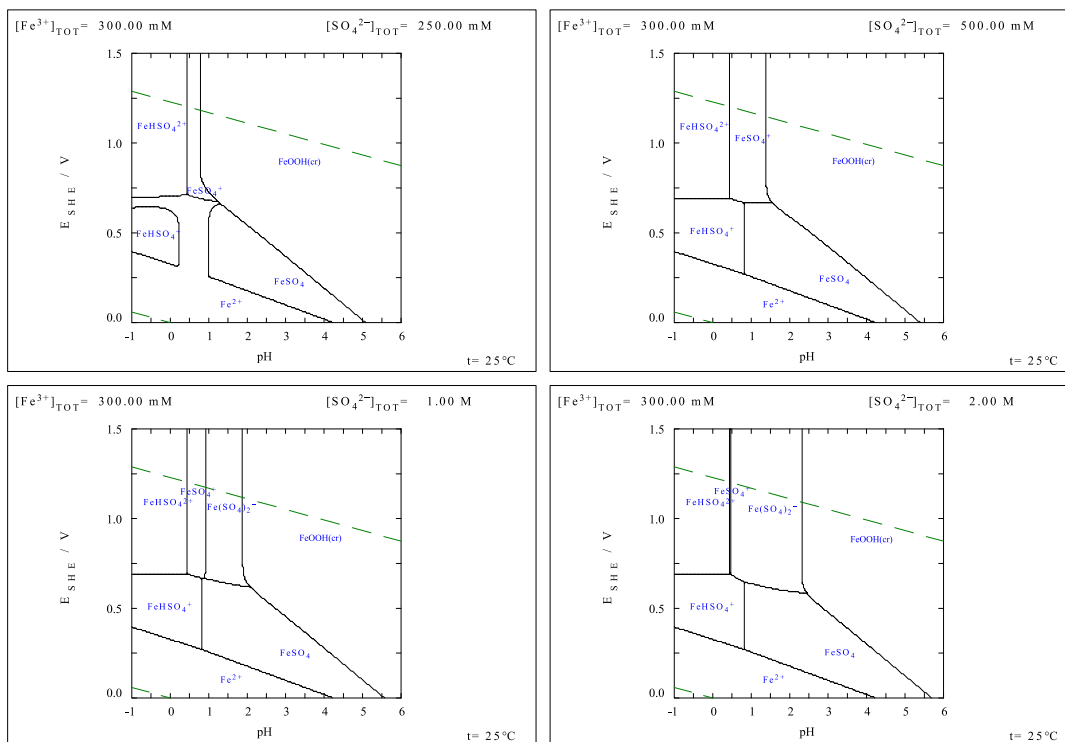 [Fe³⁺]TOT= 300.00 mM [SO₄²⁻]TOT= 250.00 mM
1.5
1.0
0.5
0.0
E SHE / V
FeHSO₄²⁺
FeSO₄⁺
FeOOH(cr)
FeHSO₄⁺
FeSO₄
Fe²⁺
-1 0 1 2 3 4 5 6
pH
t= 25°C
[Fe³⁺]TOT= 300.00 mM [SO₄²⁻]TOT= 500.00 mM
1.5
1.0
0.5
0.0
E SHE / V
FeHSO₄²⁺
FeSO₄⁺
FeOOH(cr)
FeHSO₄⁺
FeSO₄
Fe²⁺
-1 0 1 2 3 4 5 6
pH
t= 25°C
[Fe³⁺]TOT= 300.00 mM [SO₄²⁻]TOT= 1.00 M
1.5
1.0
0.5
0.0
E SHE / V
FeSO₄⁺
FeHSO₄²⁺
Fe(SO₄)₂⁻
FeOOH(cr)
FeHSO₄⁺
FeSO₄
Fe²⁺
-1 0 1 2 3 4 5 6
pH
t= 25°C
[Fe³⁺]TOT= 300.00 mM [SO₄²⁻]TOT= 2.00 M
1.5
1.0
0.5
0.0
E SHE / V
FeSO₄⁺
FeHSO₄²⁺
Fe(SO₄)₂⁻
FeOOH(cr)
FeHSO₄⁺
FeSO₄
Fe²⁺
-1 0 1 2 3 4 5 6
pH
t= 25°C